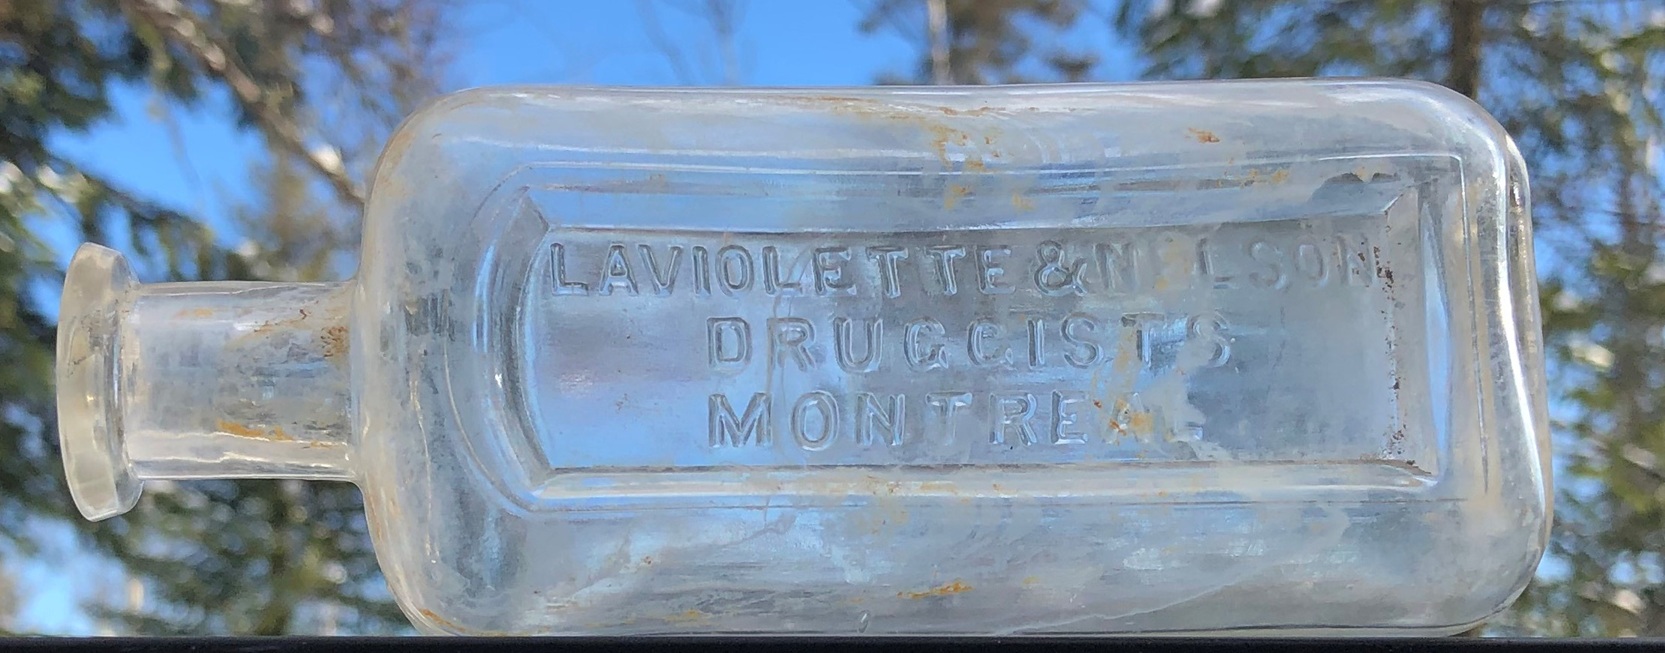 LAVIOLETTE & NELSON
DRUGGISTS
MONTREAL